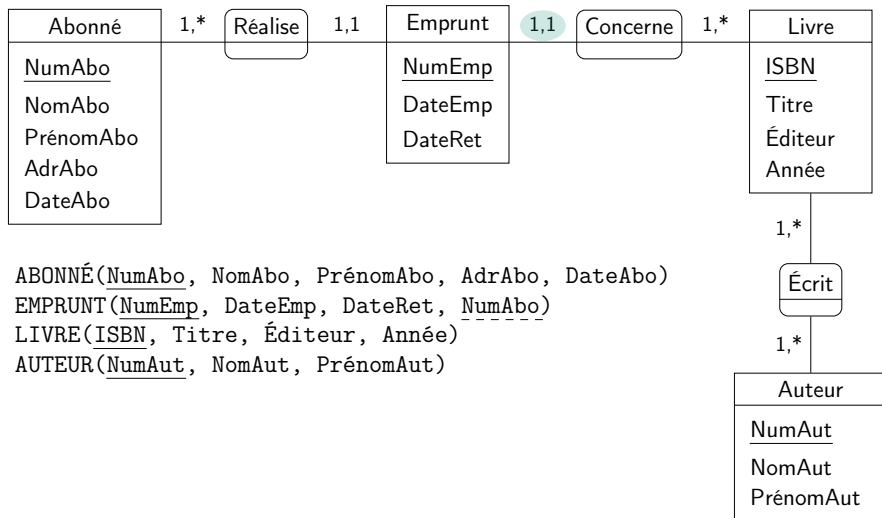 Abonné 1,* Réalise 1,1 Emprunt 1,1 Concerne 1,* Livre
NumAbo
NomAbo
PrénomAbo
AdrAbo
DateAbo
NumEmp
DateEmp
DateRet
ISBN
Titre
Éditeur
Année
1,*
Écrit
1,*
Auteur
NumAut
NomAut
PrénomAut
ABONNÉ(NumAbo, NomAbo, PrénomAbo, AdrAbo, DateAbo)
EMPRUNT(NumEmp, DateEmp, DateRet, NumAbo)
LIVRE(ISBN, Titre, Éditeur, Année)
AUTEUR(NumAut, NomAut, PrénomAut)